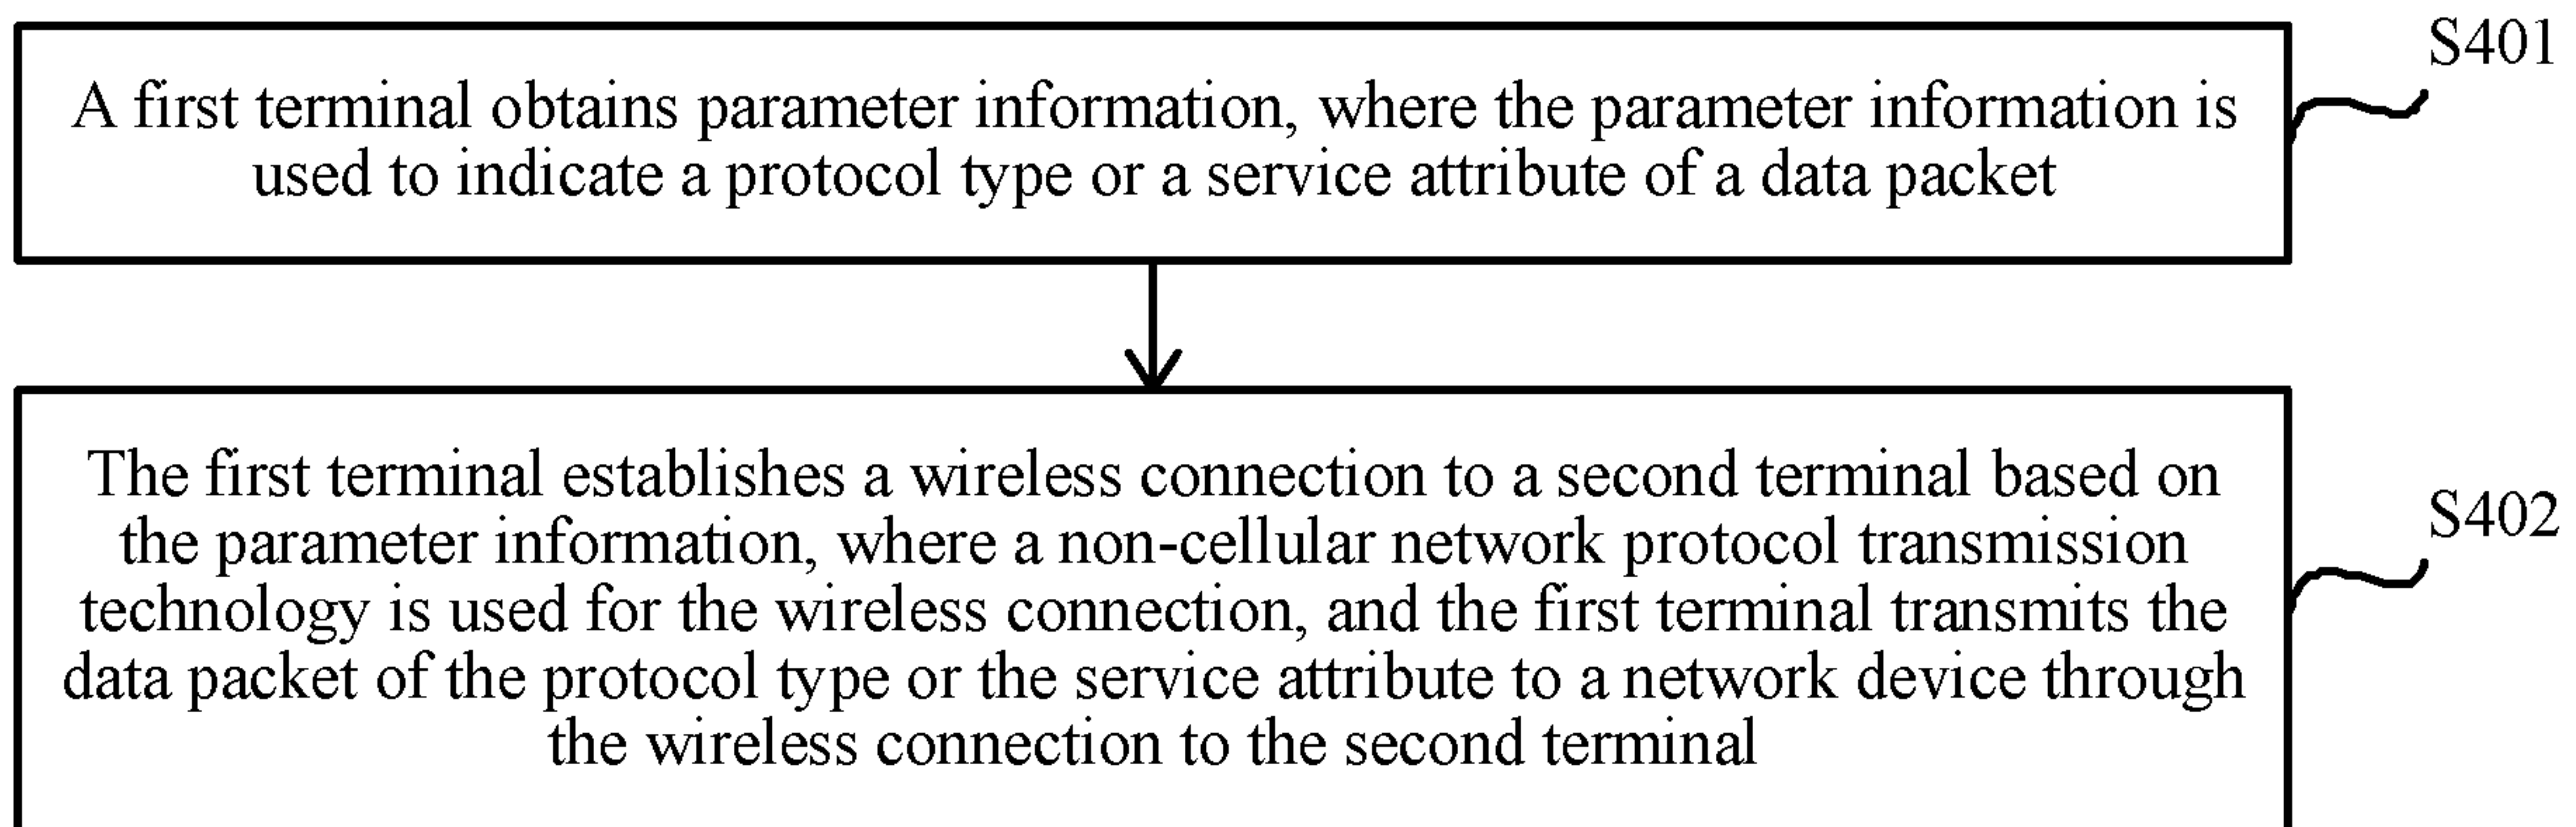 S401
A first terminal obtains parameter information, where the parameter information is
used to indicate a protocol type or a service attribute of a data packet
The first terminal establishes a wireless connection to a second terminal based on
the parameter information, where a non-cellular network protocol transmission
technology is used for the wireless connection, and the first terminal transmits the
data packet of the protocol type or the service attribute to a network device through
the wireless connection to the second terminal
S402